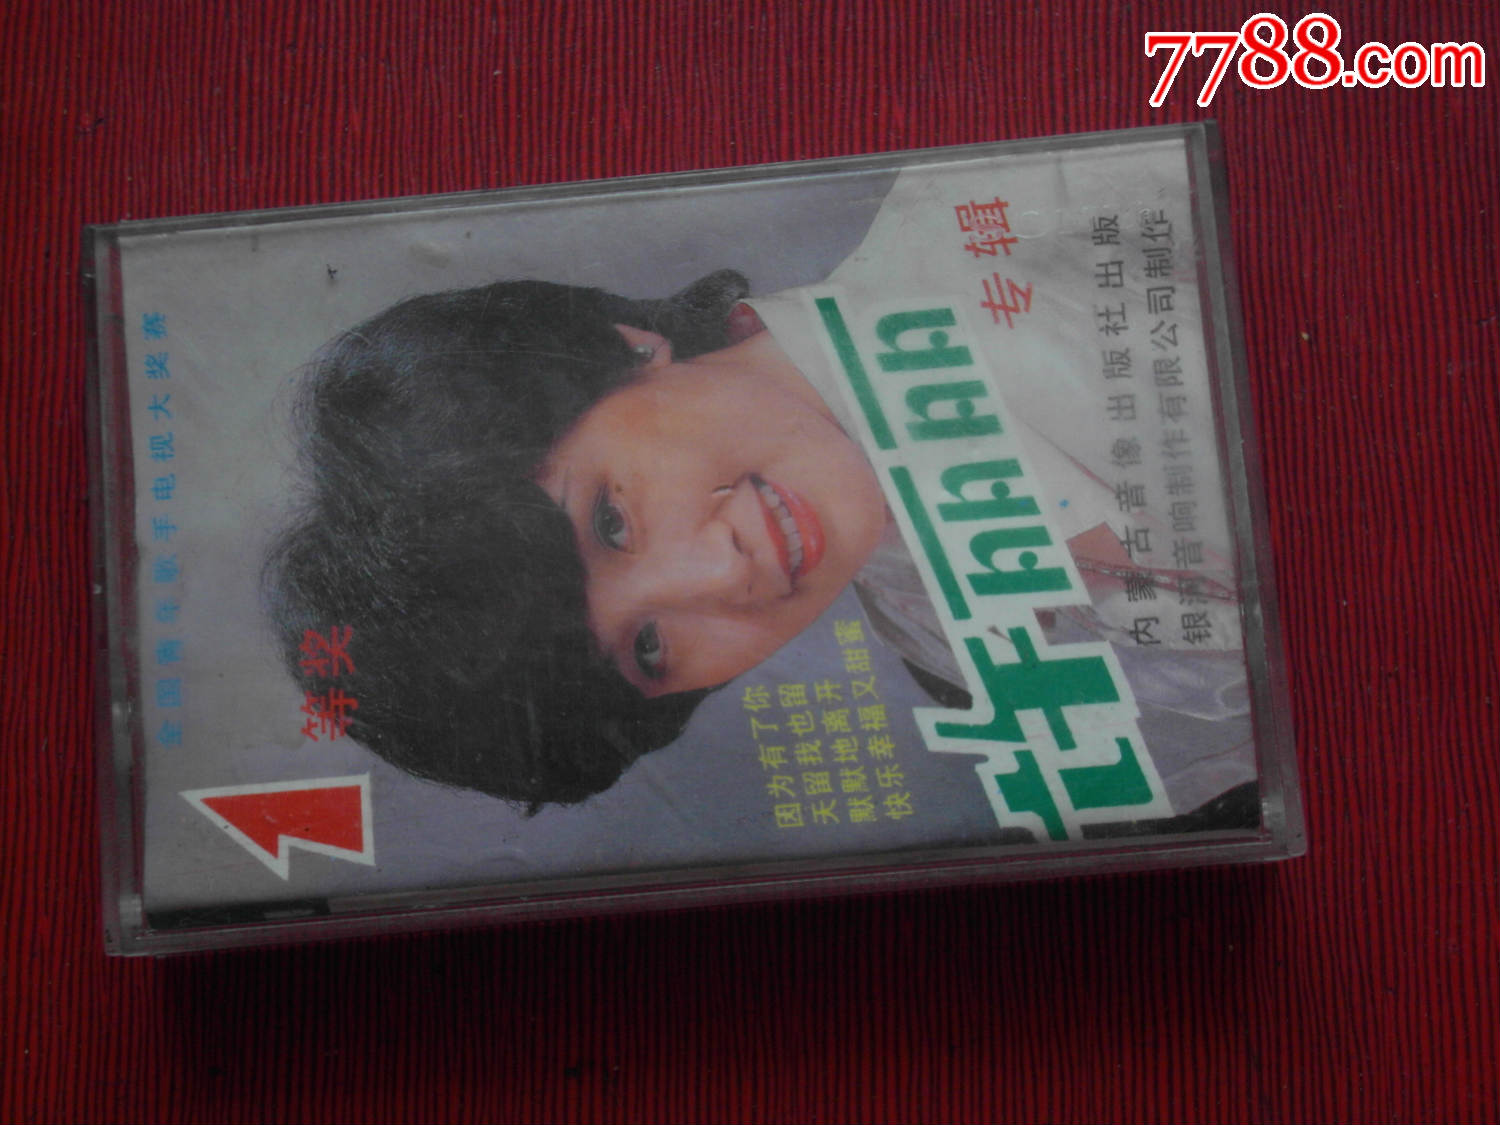 7788.com
全国青年歌手电视大奖赛
1等奖
因为有了你
天留我也留
默默地离开
快乐幸福又甜蜜
许丽丽
专辑
内蒙古音像出版社出版
银河音响制作有限公司制作